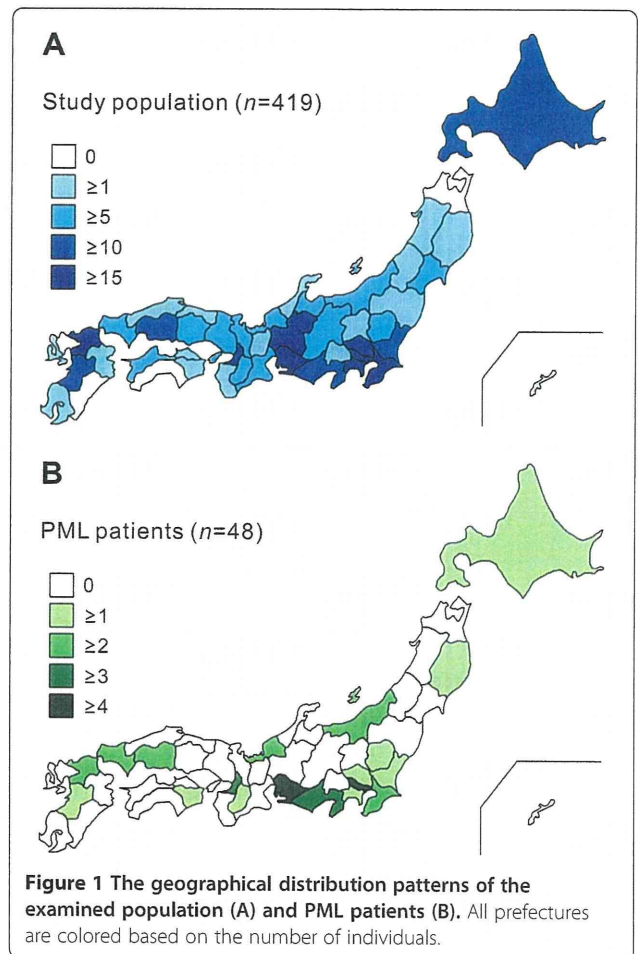 A
Study population (n=419)
0
≥1
≥5
≥10
≥15
B
PML patients (n=48)
0
≥1
≥2
≥3
≥4
Figure 1 The geographical distribution patterns of the
examined population (A) and PML patients (B). All prefectures
are colored based on the number of individuals.